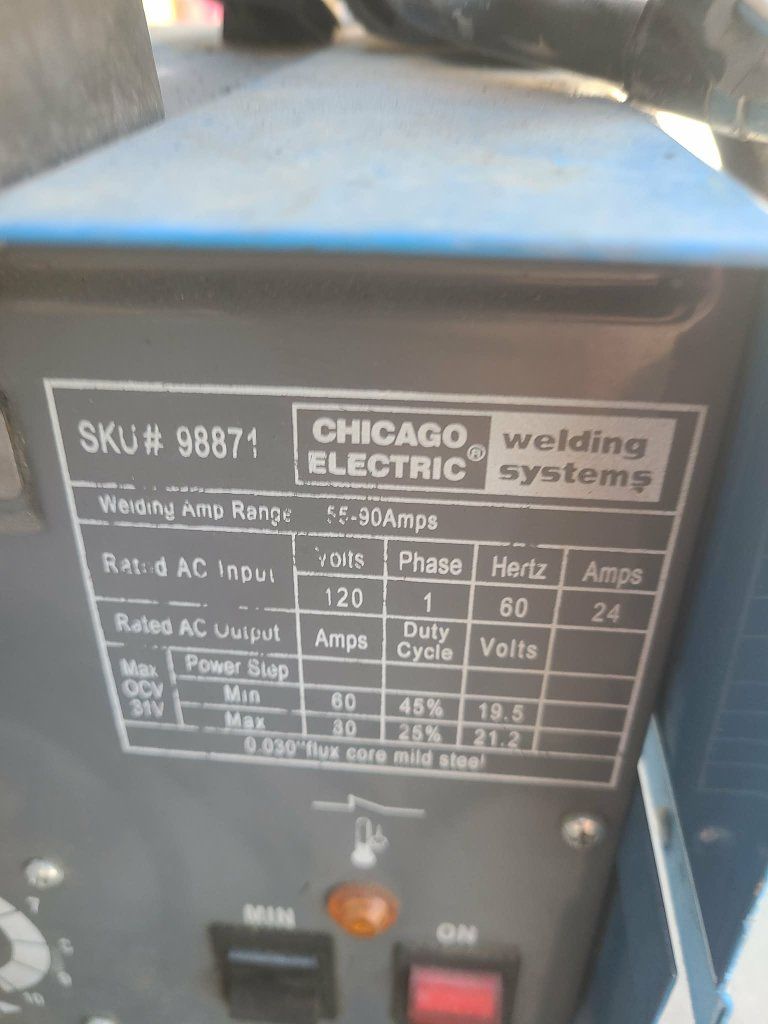 SKU# 98871
CHICAGO ELECTRIC® welding systems
Welding Amp Range 55-90Amps
Rated AC Input Volts Phase Hertz Amps
120 1 60 24
Rated AC Output Amps Duty Cycle Volts
Max OCV 31V
Power Step
Min 60 45% 19.5
Max 80 25% 21.2
0.030" flux core mild steel
MIN
ON
10